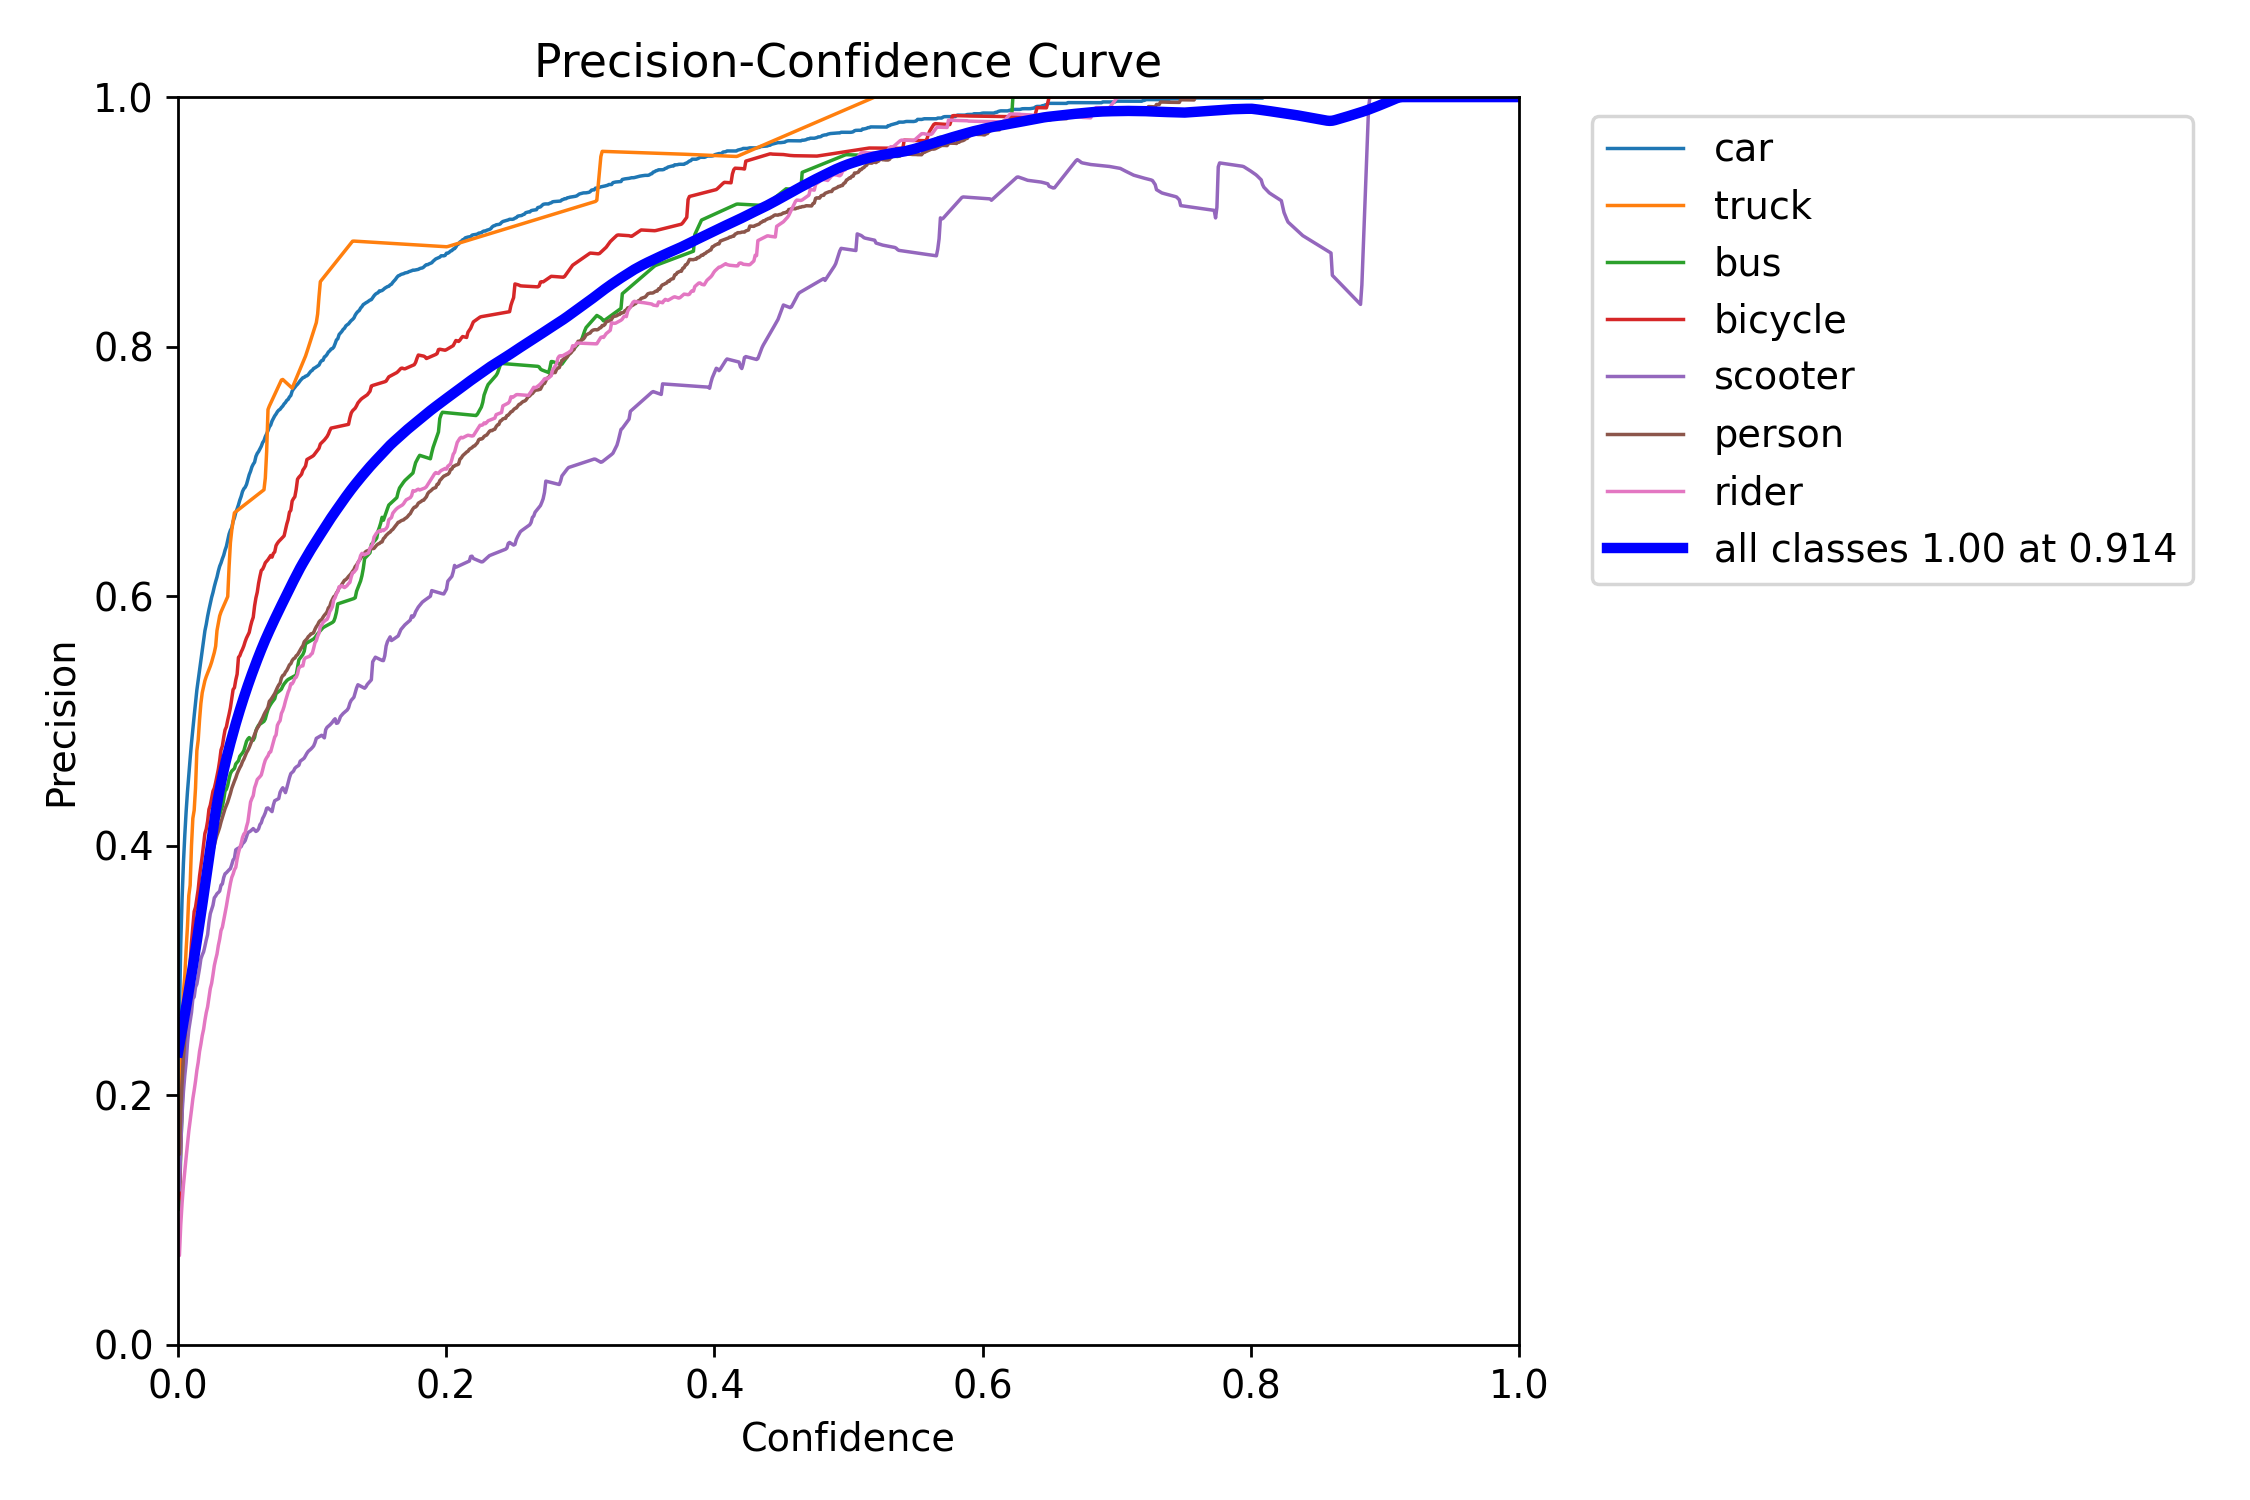 Precision-Confidence Curve
1.0
0.8
0.6
0.4
0.2
0.0
Precision
0.0 0.2 0.4 0.6 0.8 1.0
Confidence
car
truck
bus
bicycle
scooter
person
rider
all classes 1.00 at 0.914